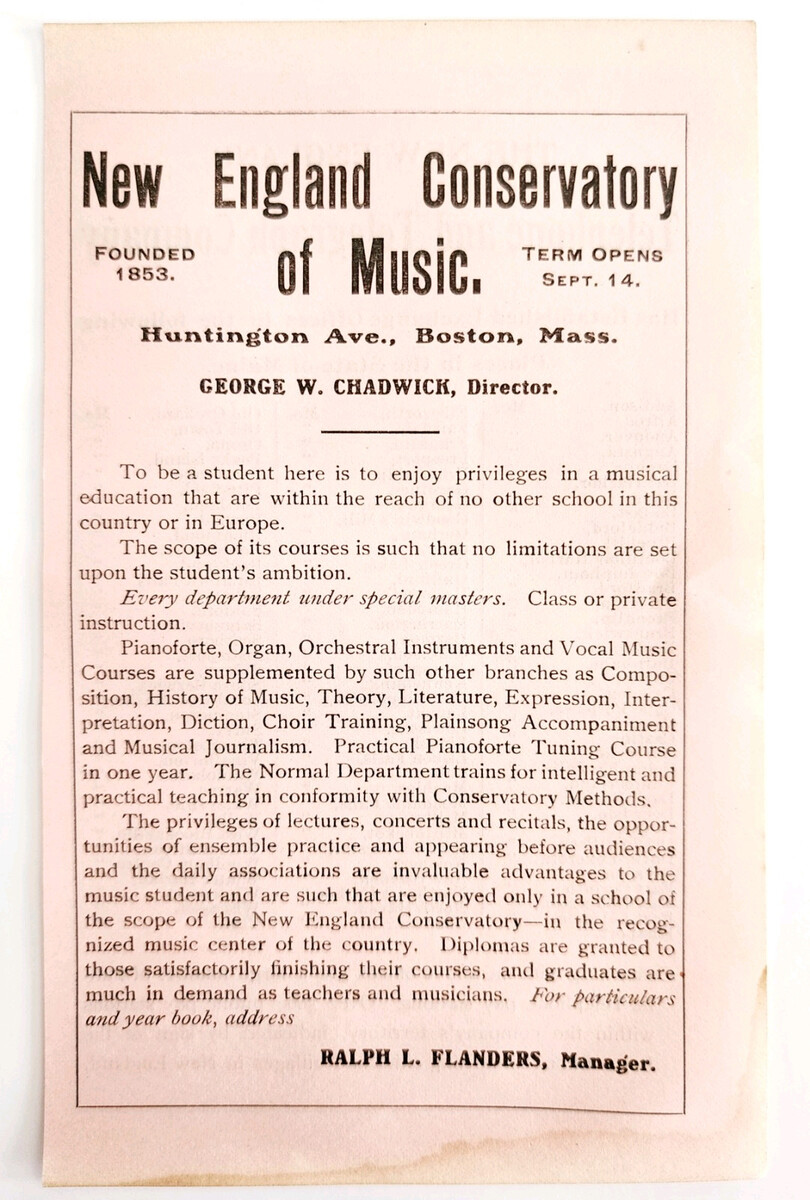 New England Conservatory
FOUNDED
1853.
of Music.
TERM OPENS
SEPT. 14.
Huntington Ave., Boston, Mass.
GEORGE W. CHADWICK, Director.
To be a student here is to enjoy privileges in a musical
education that are within the reach of no other school in this
country or in Europe.
The scope of its courses is such that no limitations are set
upon the student's ambition.
Every department under special masters. Class or private
instruction.
Pianoforte, Organ, Orchestral Instruments and Vocal Music
Courses are supplemented by such other branches as Compo-
sition, History of Music, Theory, Literature, Expression, Inter-
pretation, Diction, Choir Training, Plainsong Accompaniment
and Musical Journalism. Practical Pianoforte Tuning Course
in one year. The Normal Department trains for intelligent and
practical teaching in conformity with Conservatory Methods.
The privileges of lectures, concerts and recitals, the oppor-
tunities of ensemble practice and appearing before audiences
and the daily associations are invaluable advantages to the
music student and are such that are enjoyed only in a school of
the scope of the New England Conservatory—in the recog-
nized music center of the country. Diplomas are granted to
those satisfactorily finishing their courses, and graduates are
much in demand as teachers and musicians. For particulars
and year book, address
RALPH L. FLANDERS, Manager.